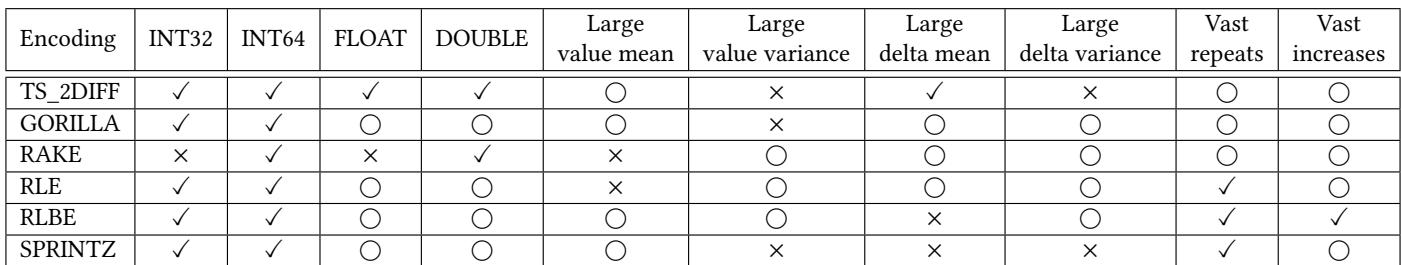 Encoding INT32 INT64 FLOAT DOUBLE Large value mean Large value variance Large delta mean Large delta variance Vast repeats Vast increases
TS_2DIFF ✓ ✓ ✓ ✓ ○ × ✓ × ○ ○
GORILLA ✓ ✓ ○ ○ ○ × ○ ○ ○ ○
RAKE × ✓ × ✓ × ○ ○ ○ ○ ○
RLE ✓ ✓ ○ ○ × ○ ○ ○ ✓ ○
RLBE ✓ ✓ ○ ○ ○ ○ × ○ ✓ ✓
SPRINTZ ✓ ✓ ○ ○ ○ × × × ✓ ○